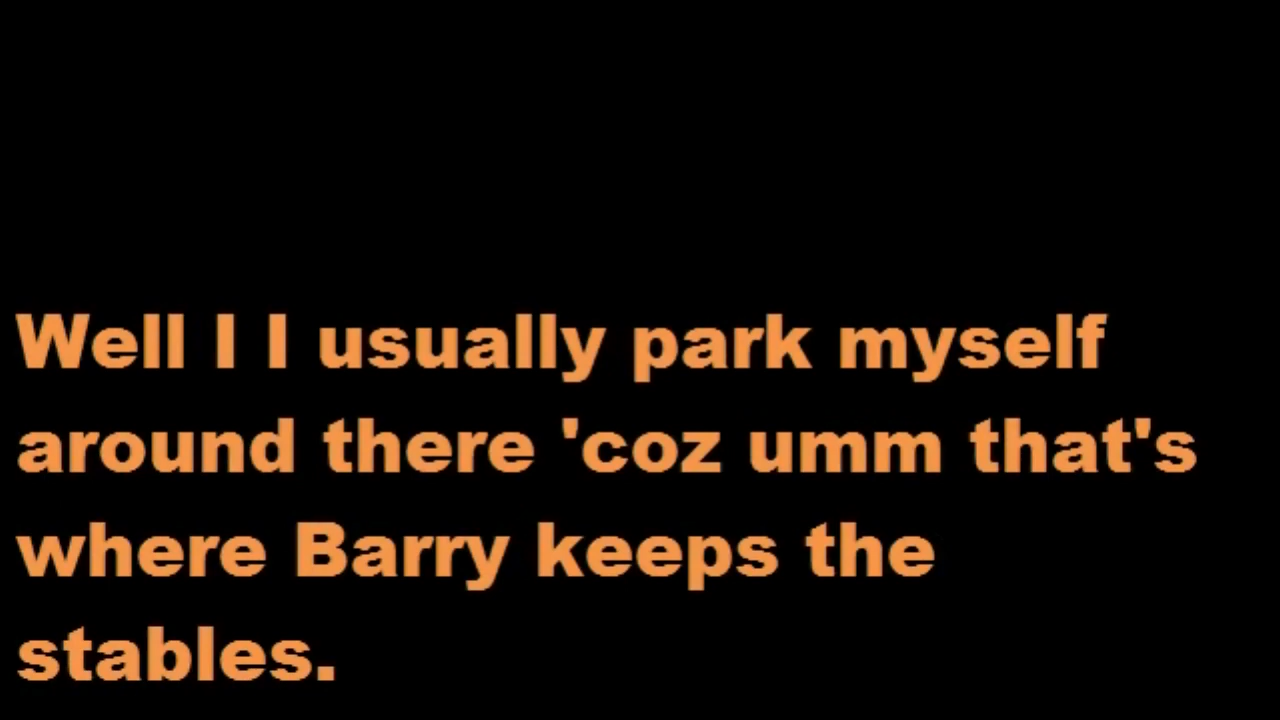 Well I I usually park myself
around there 'coz umm that's
where Barry keeps the
stables.